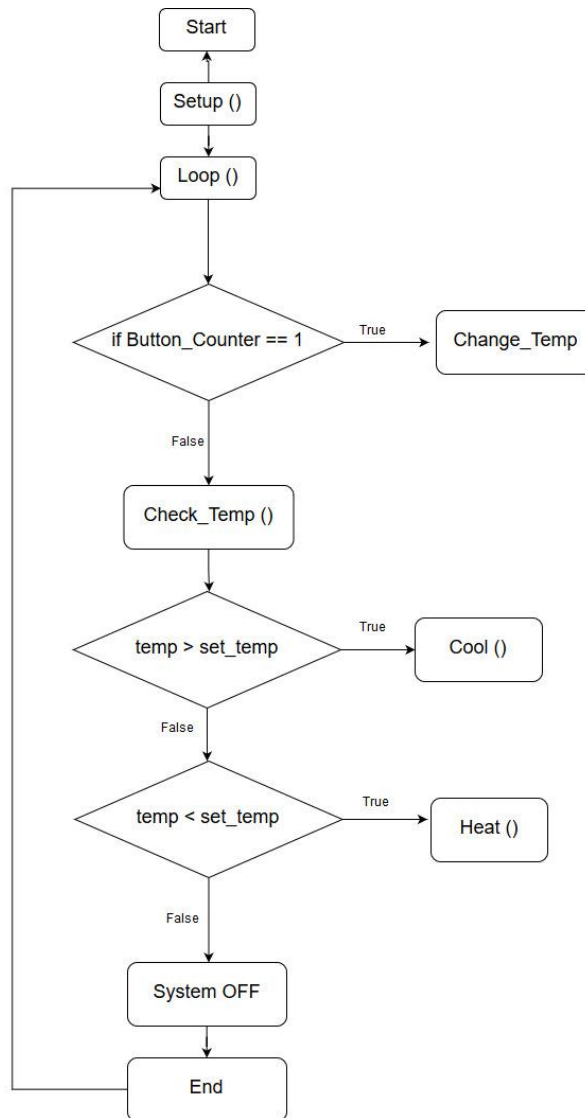 Start
Setup ()
Loop ()
if Button_Counter == 1
True
Change_Temp
False
Check_Temp ()
temp > set_temp
True
Cool ()
False
temp < set_temp
True
Heat ()
False
System OFF
End